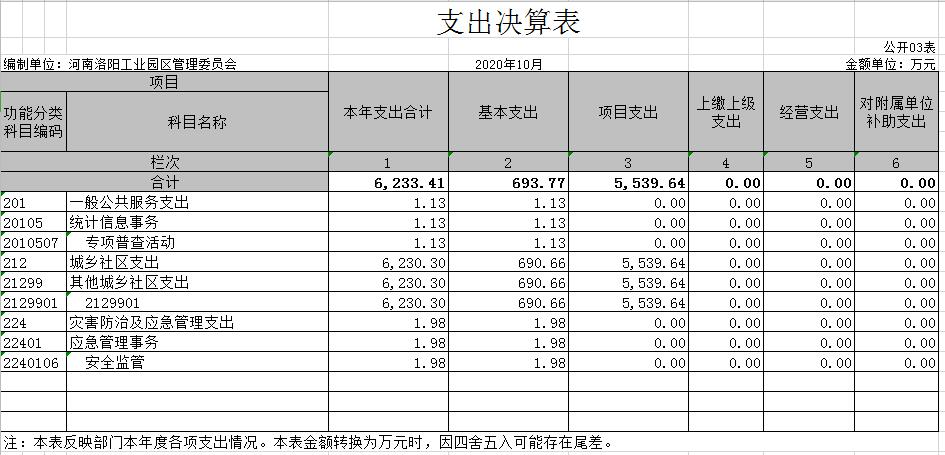 支出决算表
公开03表
编制单位：河南洛阳工业园区管理委员会 2020年10月 金额单位：万元
项目 本年支出合计 基本支出 项目支出 上缴上级支出 经营支出 对附属单位补助支出
功能分类科目编码 科目名称
栏次 1 2 3 4 5 6
合计 6,233.41 693.77 5,539.64 0.00 0.00 0.00
201 一般公共服务支出 1.13 1.13 0.00 0.00 0.00 0.00
20105 统计信息事务 1.13 1.13 0.00 0.00 0.00 0.00
2010507 专项普查活动 1.13 1.13 0.00 0.00 0.00 0.00
212 城乡社区支出 6,230.30 690.66 5,539.64 0.00 0.00 0.00
21299 其他城乡社区支出 6,230.30 690.66 5,539.64 0.00 0.00 0.00
2129901 2129901 6,230.30 690.66 5,539.64 0.00 0.00 0.00
224 灾害防治及应急管理支出 1.98 1.98 0.00 0.00 0.00 0.00
22401 应急管理事务 1.98 1.98 0.00 0.00 0.00 0.00
2240106 安全监管 1.98 1.98 0.00 0.00 0.00 0.00
注：本表反映部门本年度各项支出情况。本表金额转换为万元时，因四舍五入可能存在尾差。